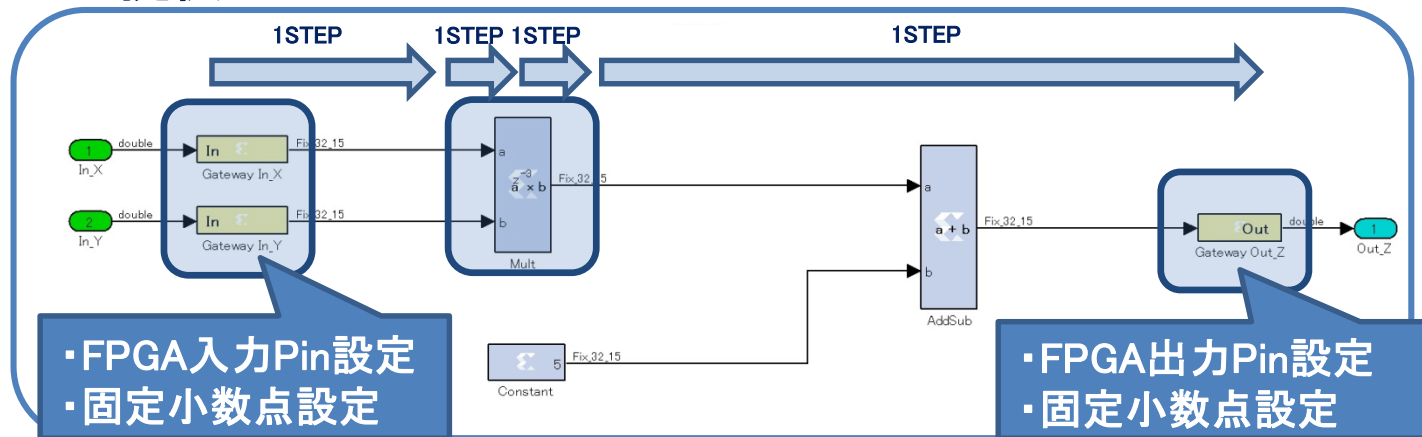 1STEP
1STEP
1STEP
1STEP
1
double
In
Fix_32_15
In_X
Gateway In_X
2
double
In
Fix_32_15
In_Y
Gateway In_Y
a
z⁻³
a × b
b
Fix_32_15
Mult
5
Fix_32_15
Constant
a
a + b
b
Fix_32_15
AddSub
Out
double
1
Gateway Out_Z
Out_Z
・FPGA入力Pin設定
・固定小数点設定
・FPGA出力Pin設定
・固定小数点設定